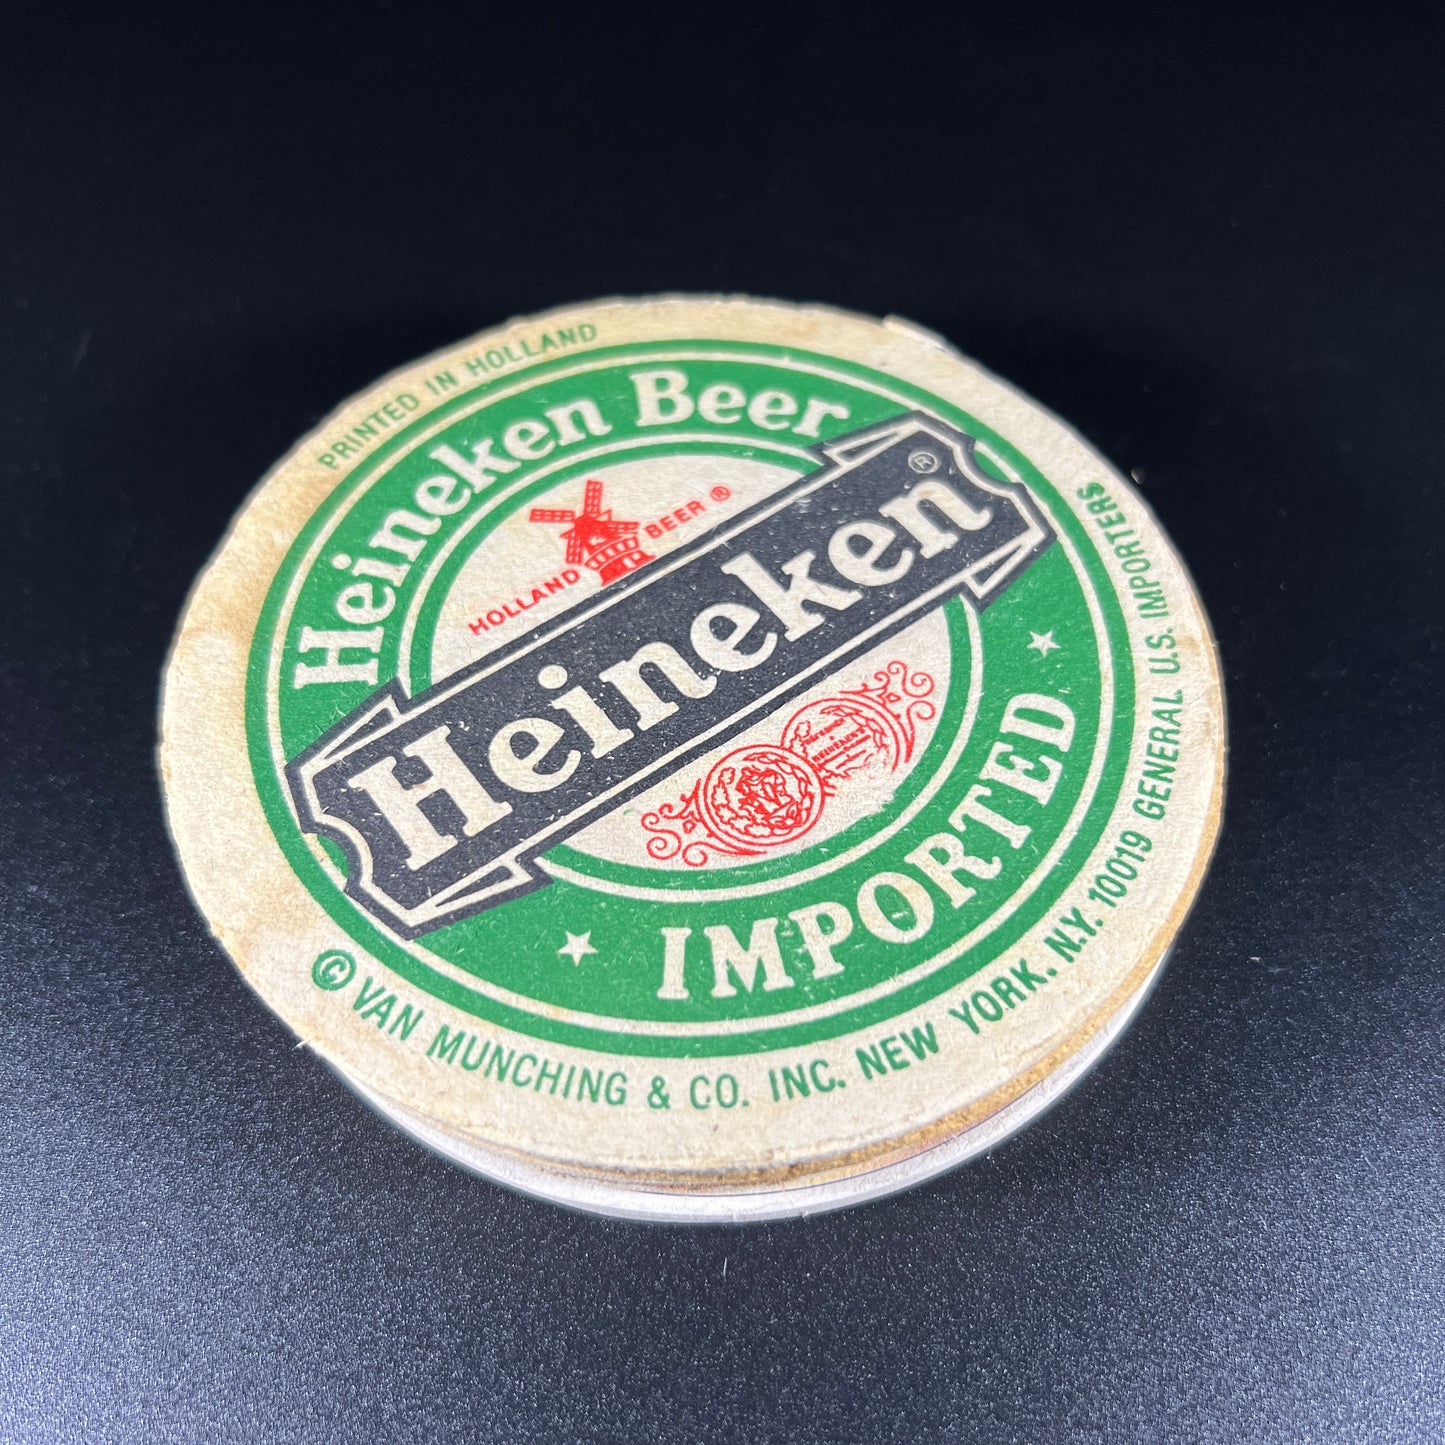 PRINTED IN HOLLAND
Heineken Beer
HOLLAND BEER ®
Heineken ®
IMPORTED
© VAN MUNCHING & CO. INC. NEW YORK. N.Y. 10019 GENERAL U.S. IMPORTERS